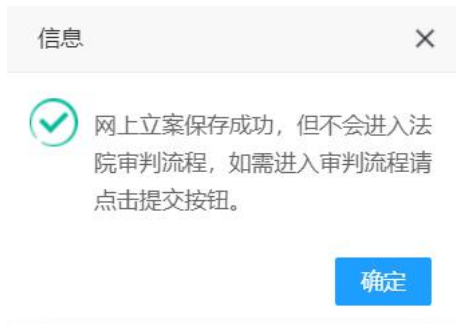 信息
网上立案保存成功，但不会进入法
院审判流程，如需进入审判流程请
点击提交按钮。
确定